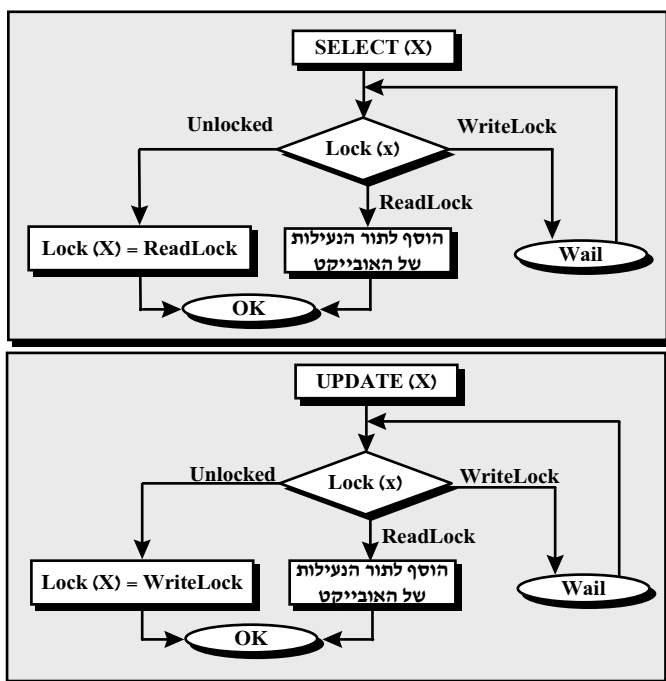 SELECT (X)
Unlocked
WriteLock
Lock (x)
ReadLock
Lock (X) = ReadLock
הוסף לתור הנעילות
של האובייקט
Wail
OK
UPDATE (X)
Unlocked
WriteLock
Lock (x)
ReadLock
Lock (X) = WriteLock
הוסף לתור הנעילות
של האובייקט
Wail
OK